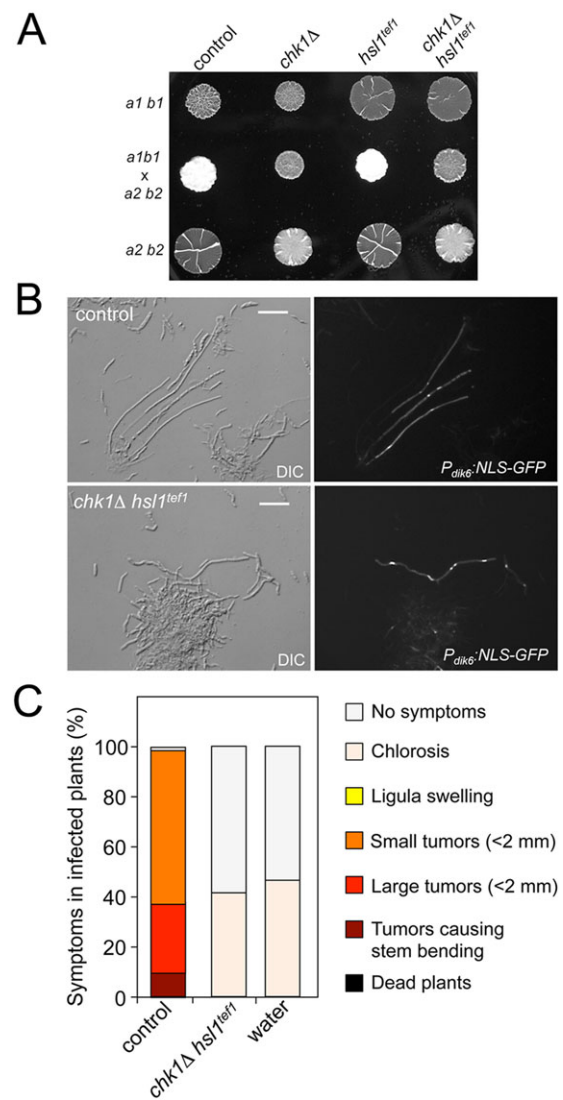 A
control
chk1Δ
hsl1tef1
chk1Δ
hsl1tef1
a1 b1
a1b1
x
a2 b2
a2 b2
B
control
DIC
Pdik6:NLS-GFP
chk1Δ hsl1tef1
DIC
Pdik6:NLS-GFP
C
Symptoms in infected plants (%)
100
80
60
40
20
0
control
chk1Δ hsl1tef1
water
No symptoms
Chlorosis
Ligula swelling
Small tumors (<2 mm)
Large tumors (<2 mm)
Tumors causing
stem bending
Dead plants